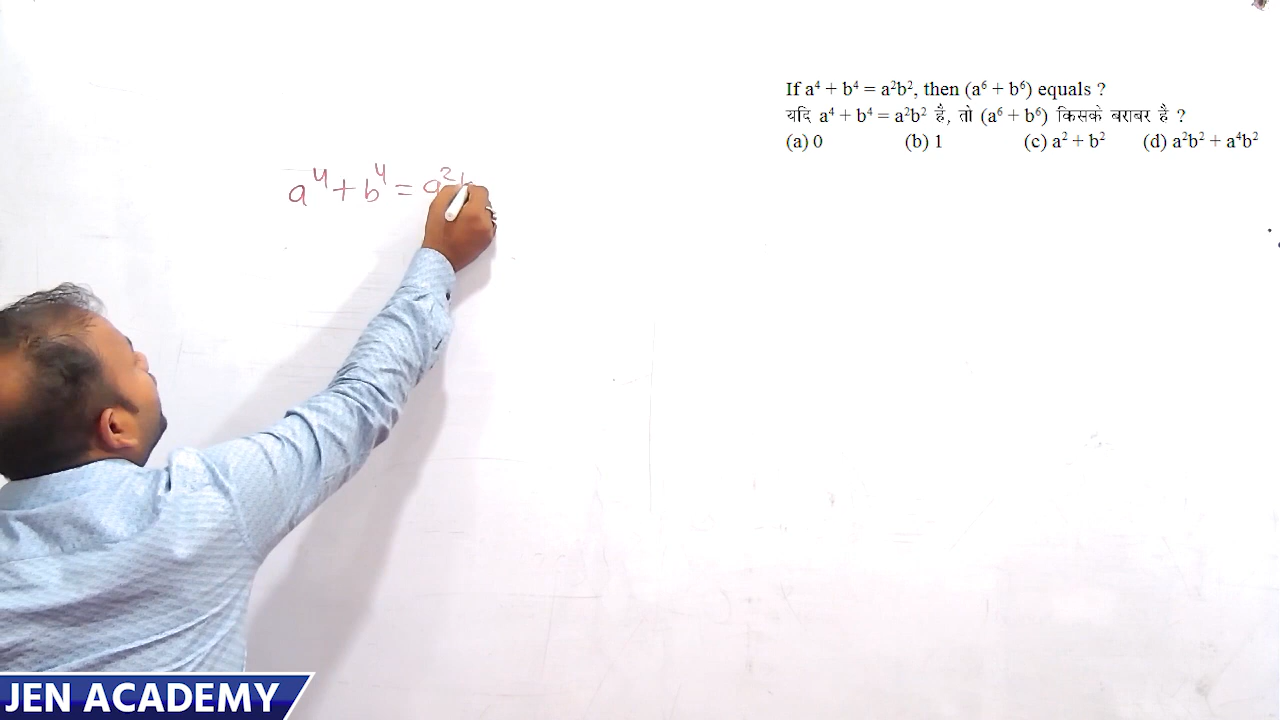 If a⁴ + b⁴ = a²b², then (a⁶ + b⁶) equals ?
यदि a⁴ + b⁴ = a²b² है, तो (a⁶ + b⁶) किसके बराबर है ?
(a) 0 (b) 1 (c) a² + b² (d) a²b² + a⁴b²
a⁴ + b⁴ = a²b
JEN ACADEMY